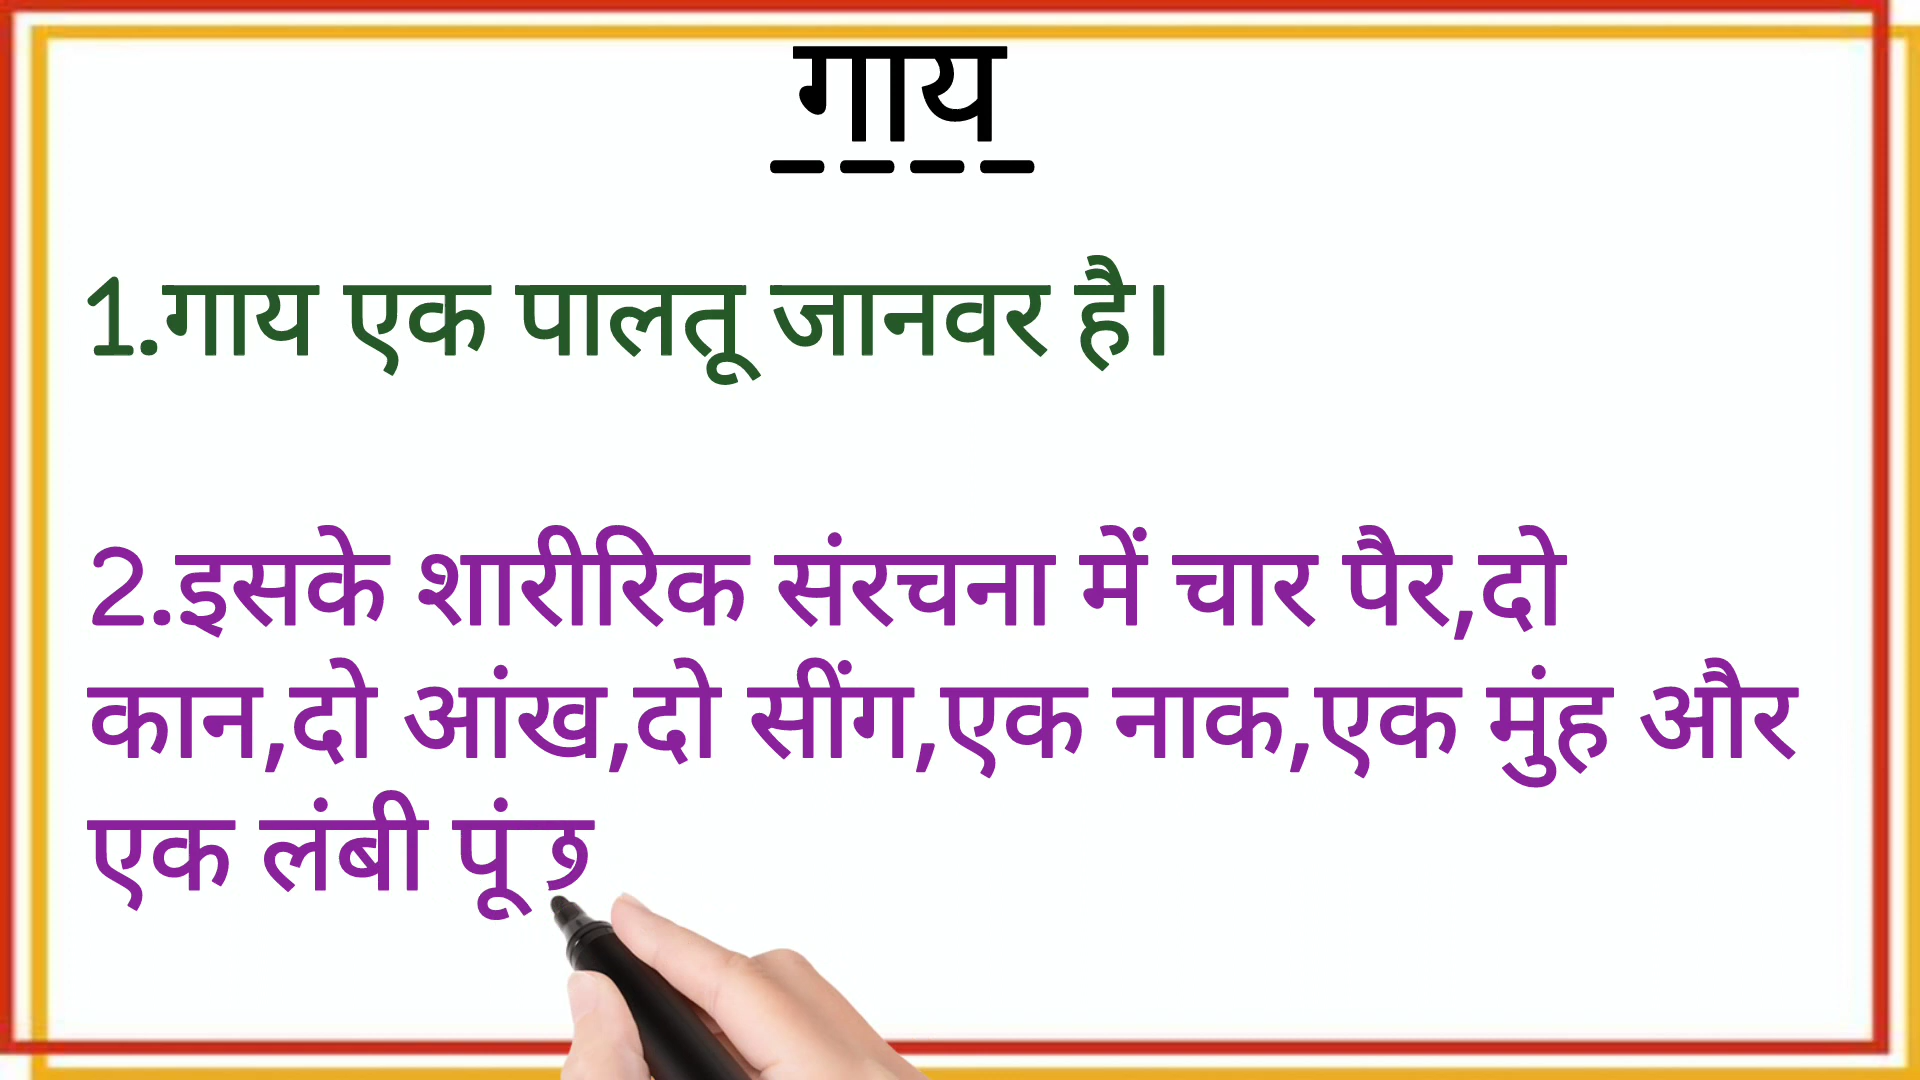 गाय
1.गाय एक पालतू जानवर है।
2.इसके शारीरिक संरचना में चार पैर,दो
कान,दो आंख,दो सींग,एक नाक,एक मुंह और
एक लंबी पूंछ